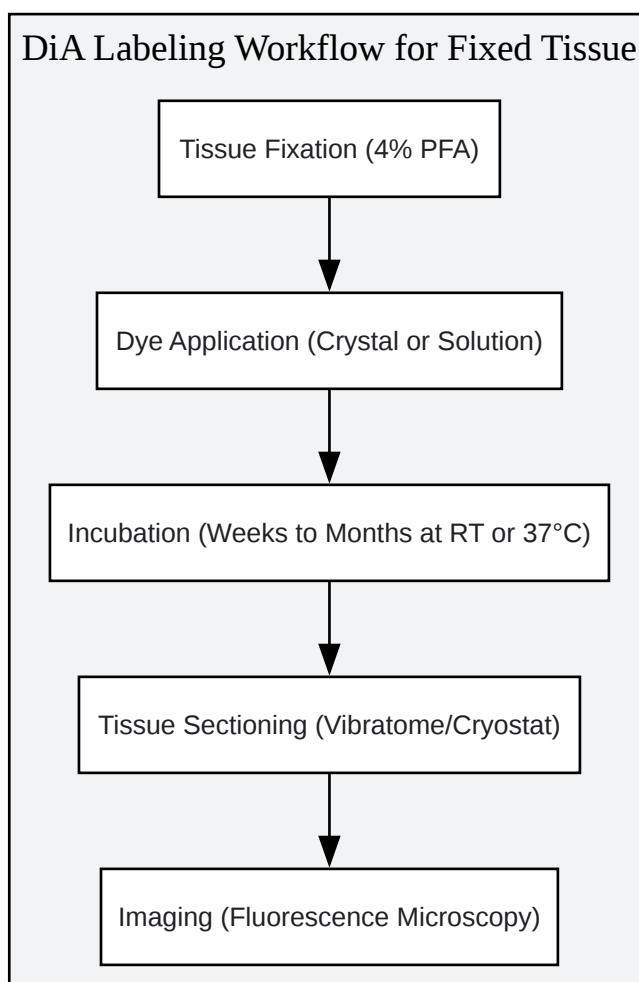 DiA Labeling Workflow for Fixed Tissue
Tissue Fixation (4% PFA)
Dye Application (Crystal or Solution)
Incubation (Weeks to Months at RT or 37°C)
Tissue Sectioning (Vibratome/Cryostat)
Imaging (Fluorescence Microscopy)